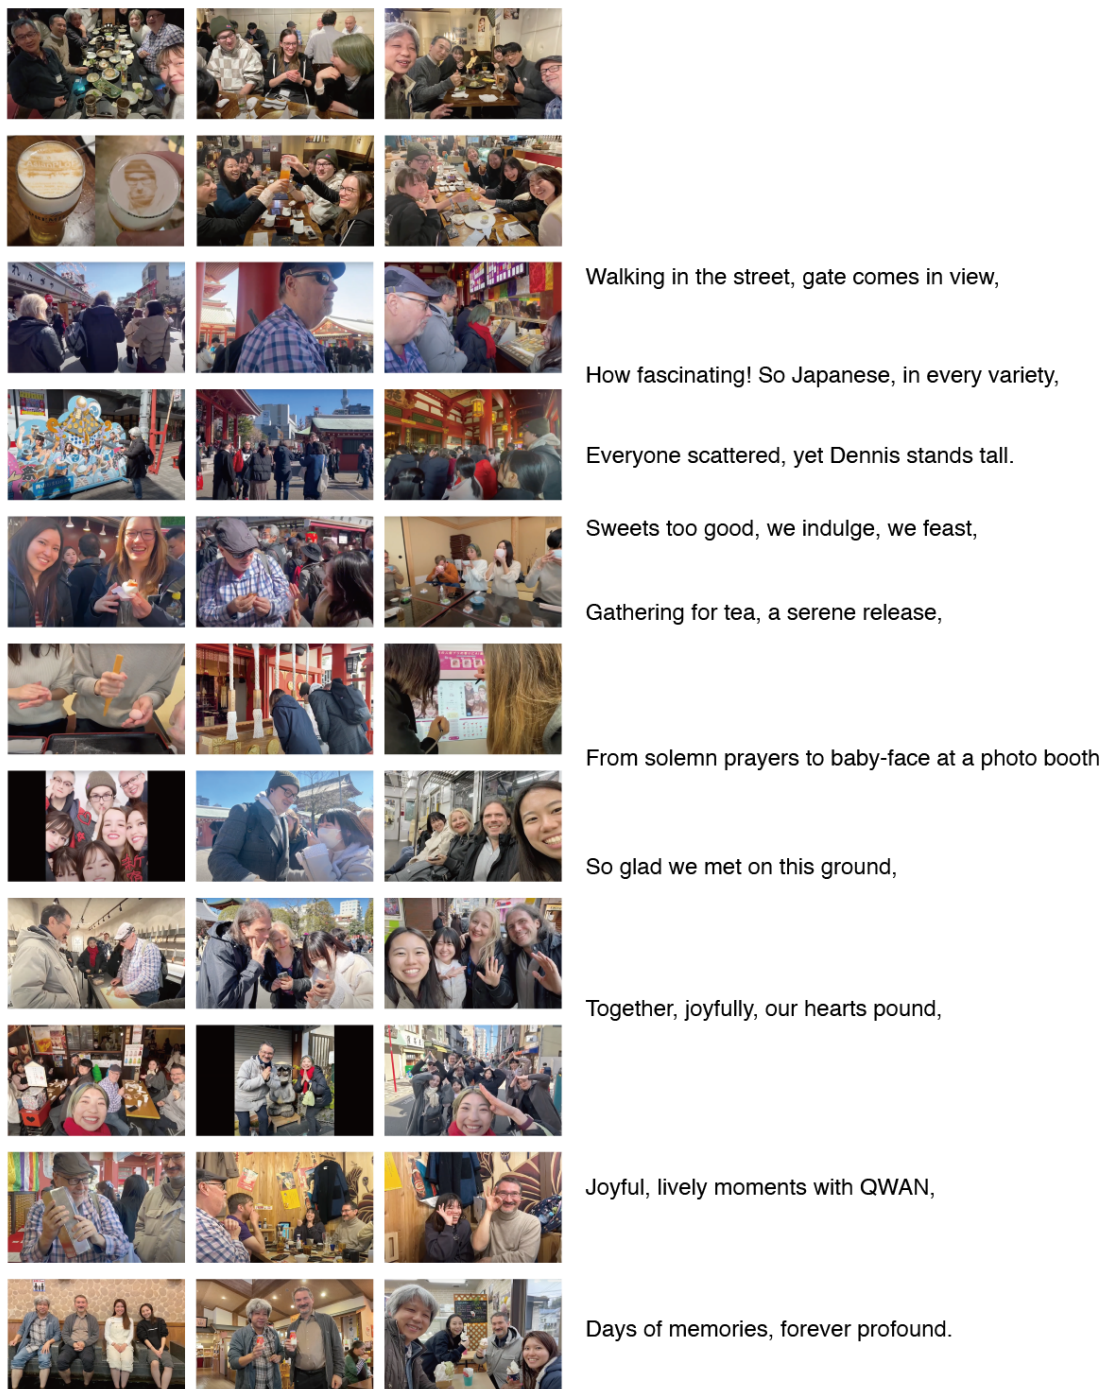 Walking in the street, gate comes in view,
How fascinating! So Japanese, in every variety,
Everyone scattered, yet Dennis stands tall.
Sweets too good, we indulge, we feast,
Gathering for tea, a serene release,
From solemn prayers to baby-face at a photo booth
So glad we met on this ground,
Together, joyfully, our hearts pound,
Joyful, lively moments with QWAN,
Days of memories, forever profound.